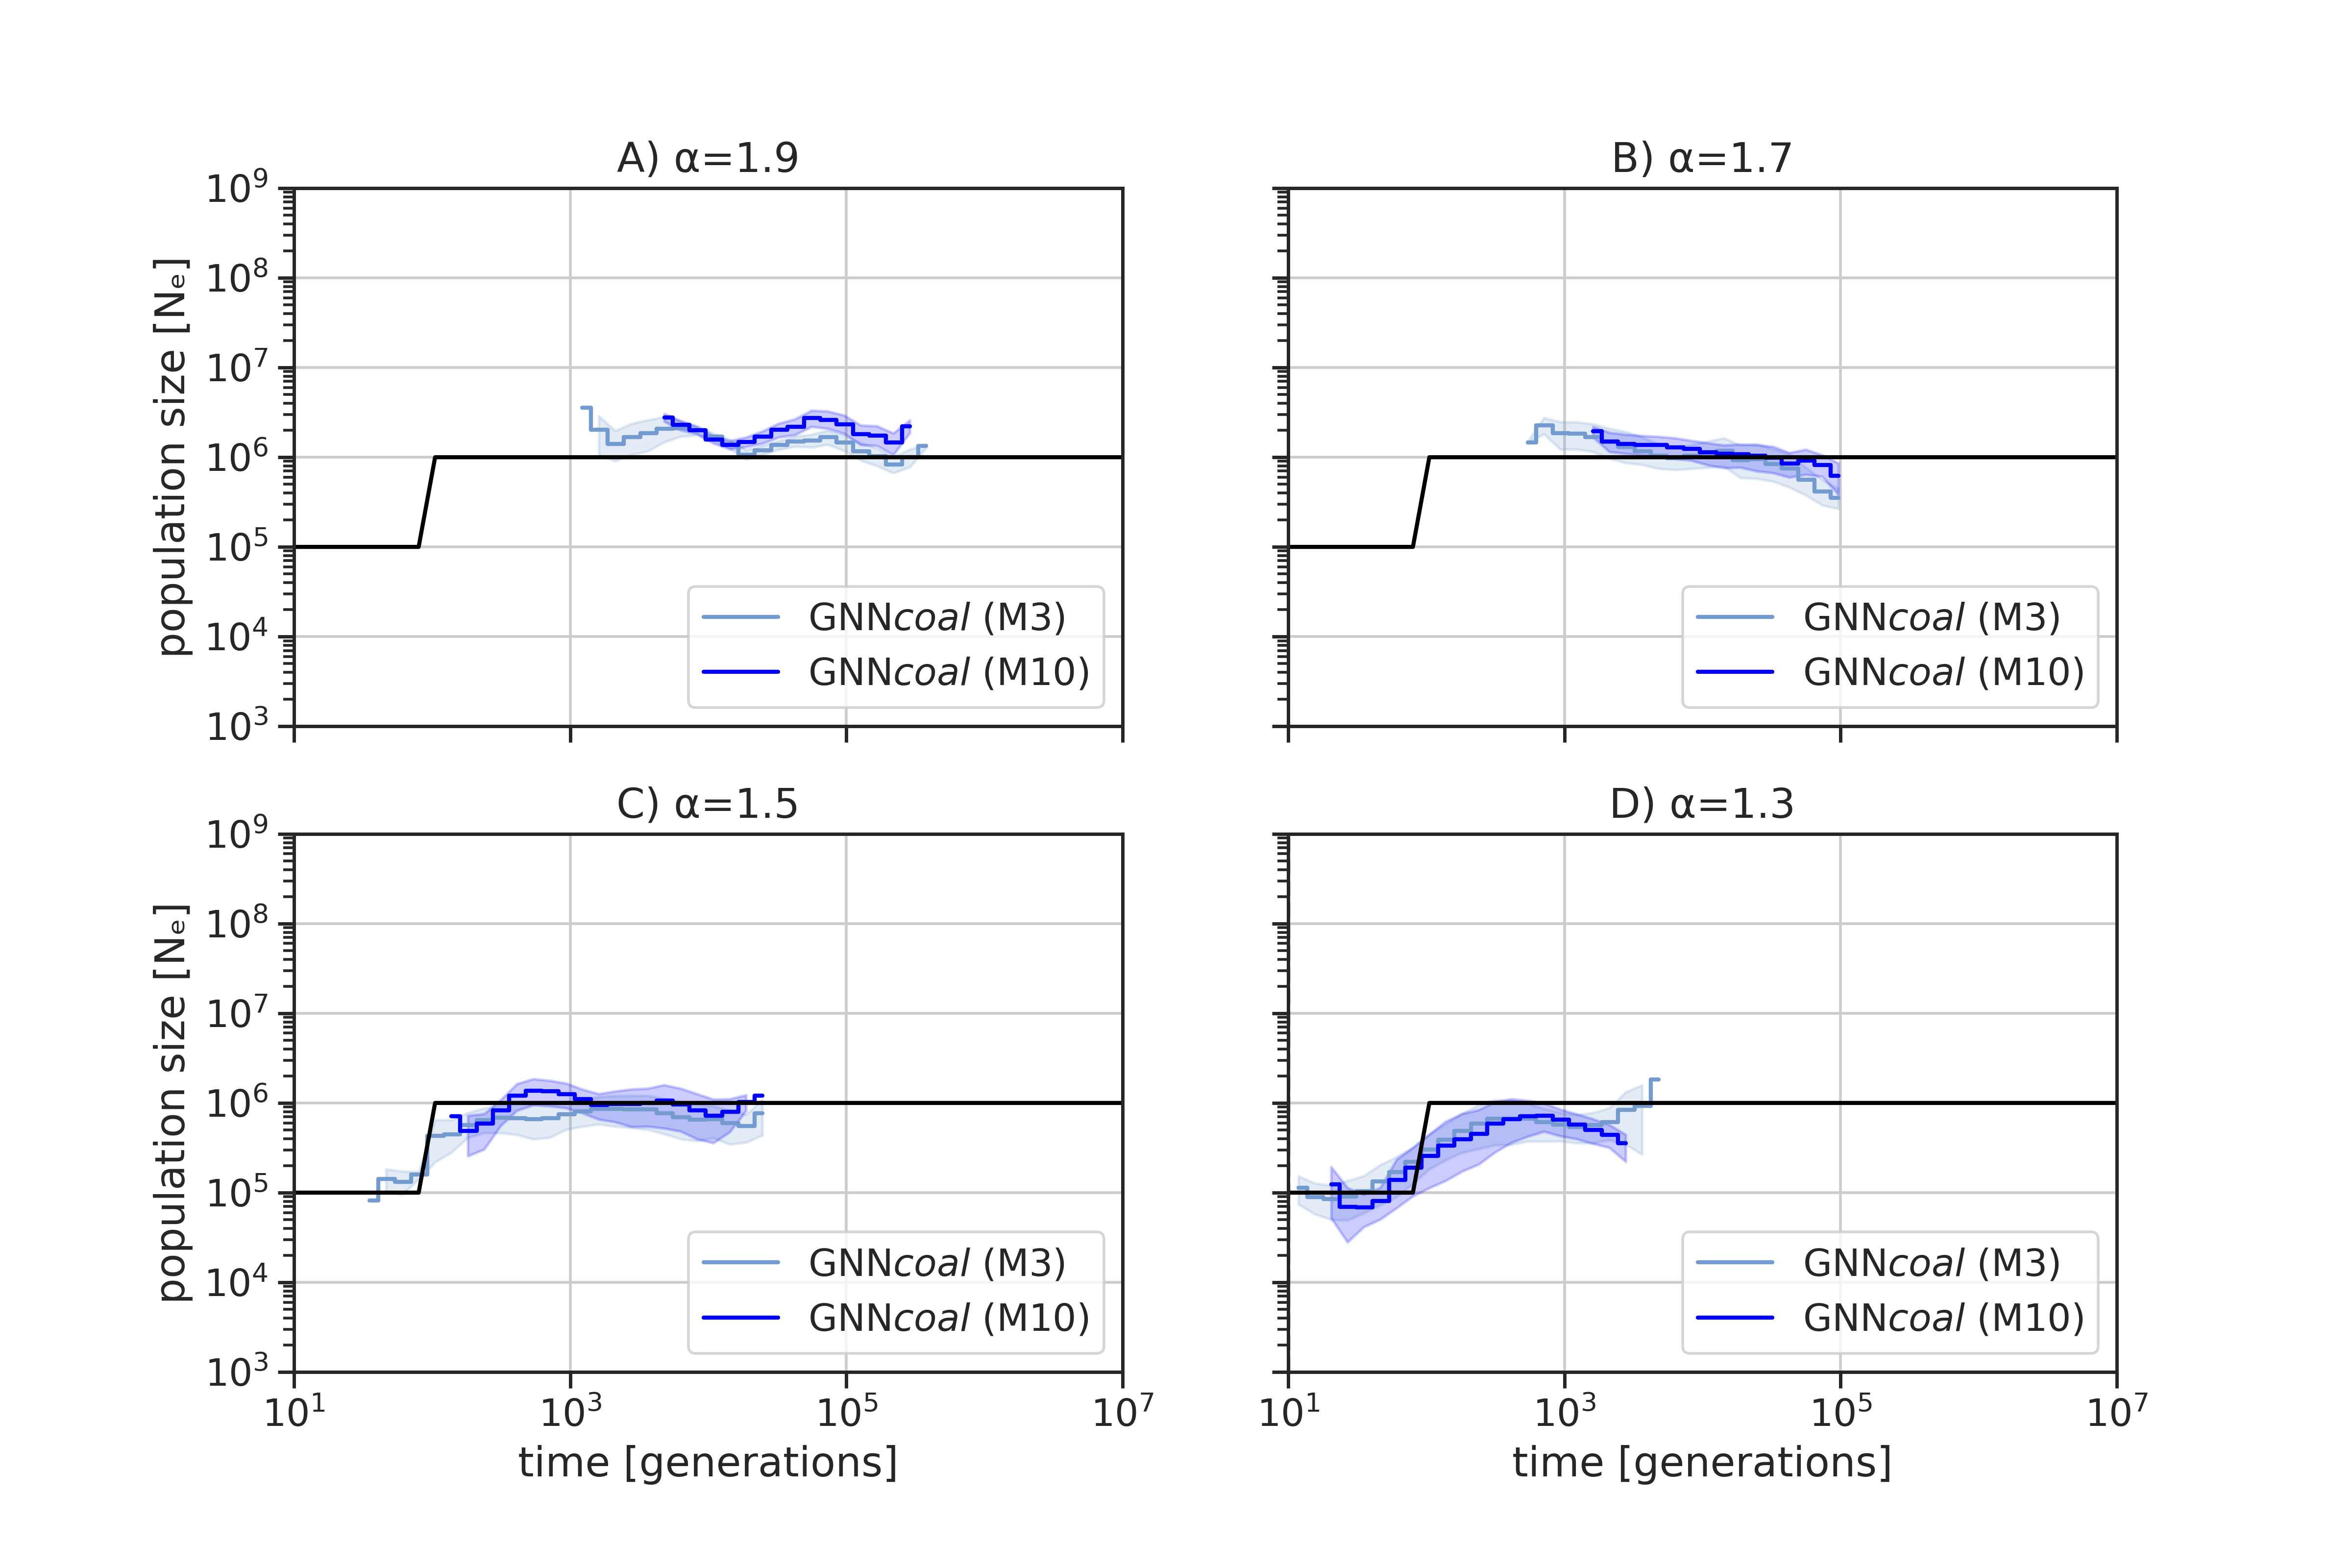 A) α=1.9
B) α=1.7
10⁹
10⁸
10⁷
10⁶
10⁵
10⁴
10³
population size [Nₑ]
GNNcoal (M3)
GNNcoal (M10)
GNNcoal (M3)
GNNcoal (M10)
C) α=1.5
D) α=1.3
10⁹
10⁸
10⁷
10⁶
10⁵
10⁴
10³
population size [Nₑ]
GNNcoal (M3)
GNNcoal (M10)
GNNcoal (M3)
GNNcoal (M10)
10¹ 10³ 10⁵ 10⁷
10¹ 10³ 10⁵ 10⁷
time [generations]
time [generations]